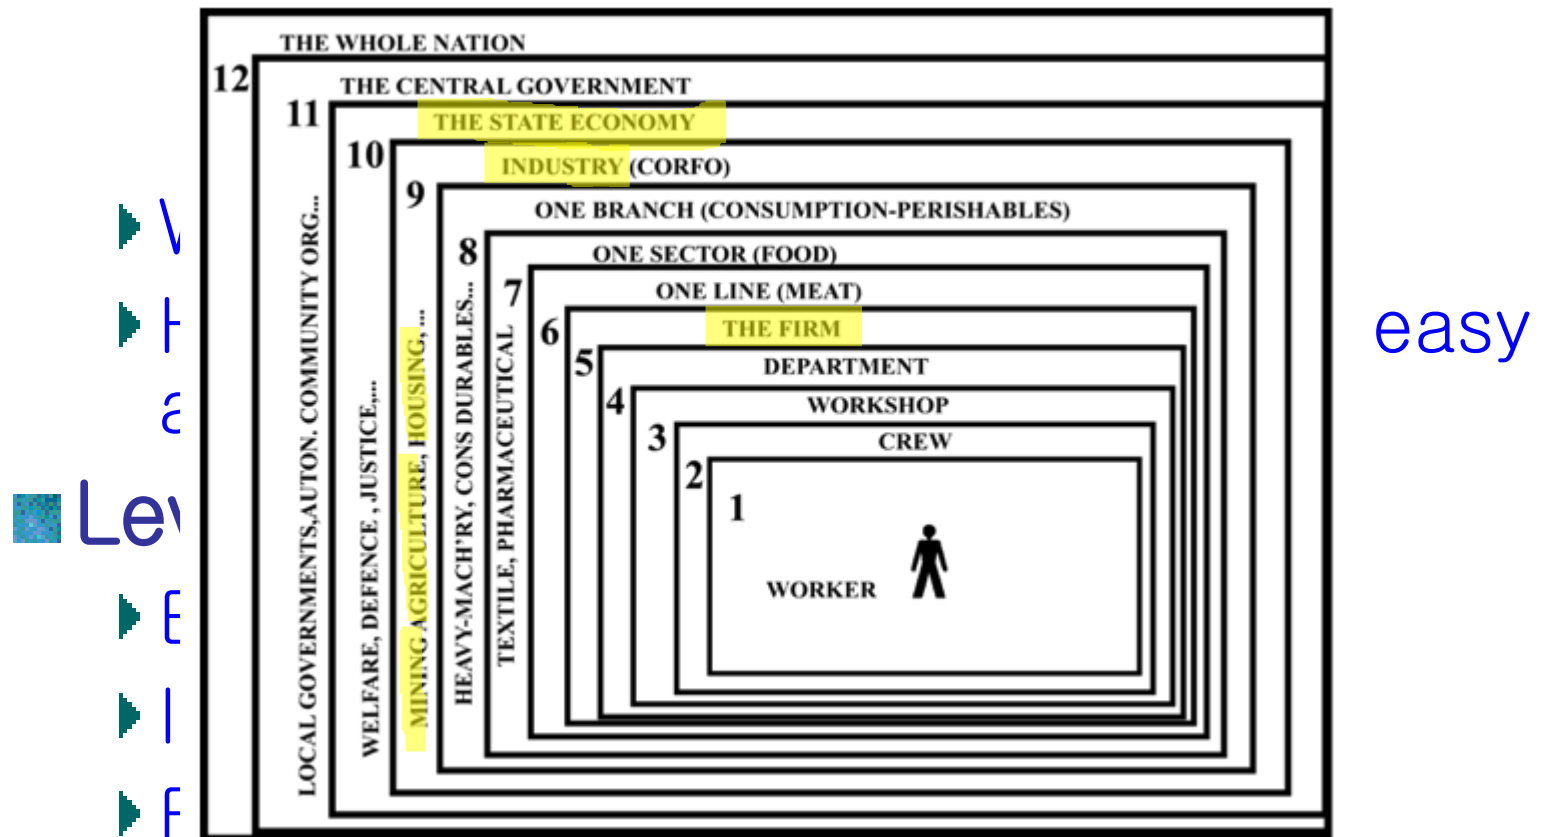 THE WHOLE NATION
12
THE CENTRAL GOVERNMENT
11
THE STATE ECONOMY
10
INDUSTRY (CORFO)
9
ONE BRANCH (CONSUMPTION-PERISHABLES)
8
ONE SECTOR (FOOD)
7
ONE LINE (MEAT)
6
THE FIRM
5
DEPARTMENT
4
WORKSHOP
3
CREW
2
1
WORKER
LOCAL GOVERNMENTS,AUTON. COMMUNITY ORG...
WELFARE, DEFENCE , JUSTICE,...
MINING AGRICULTURE, HOUSING, ...
HEAVY-MACH'RY, CONS DURABLES...
TEXTILE, PHARMACEUTICAL
easy